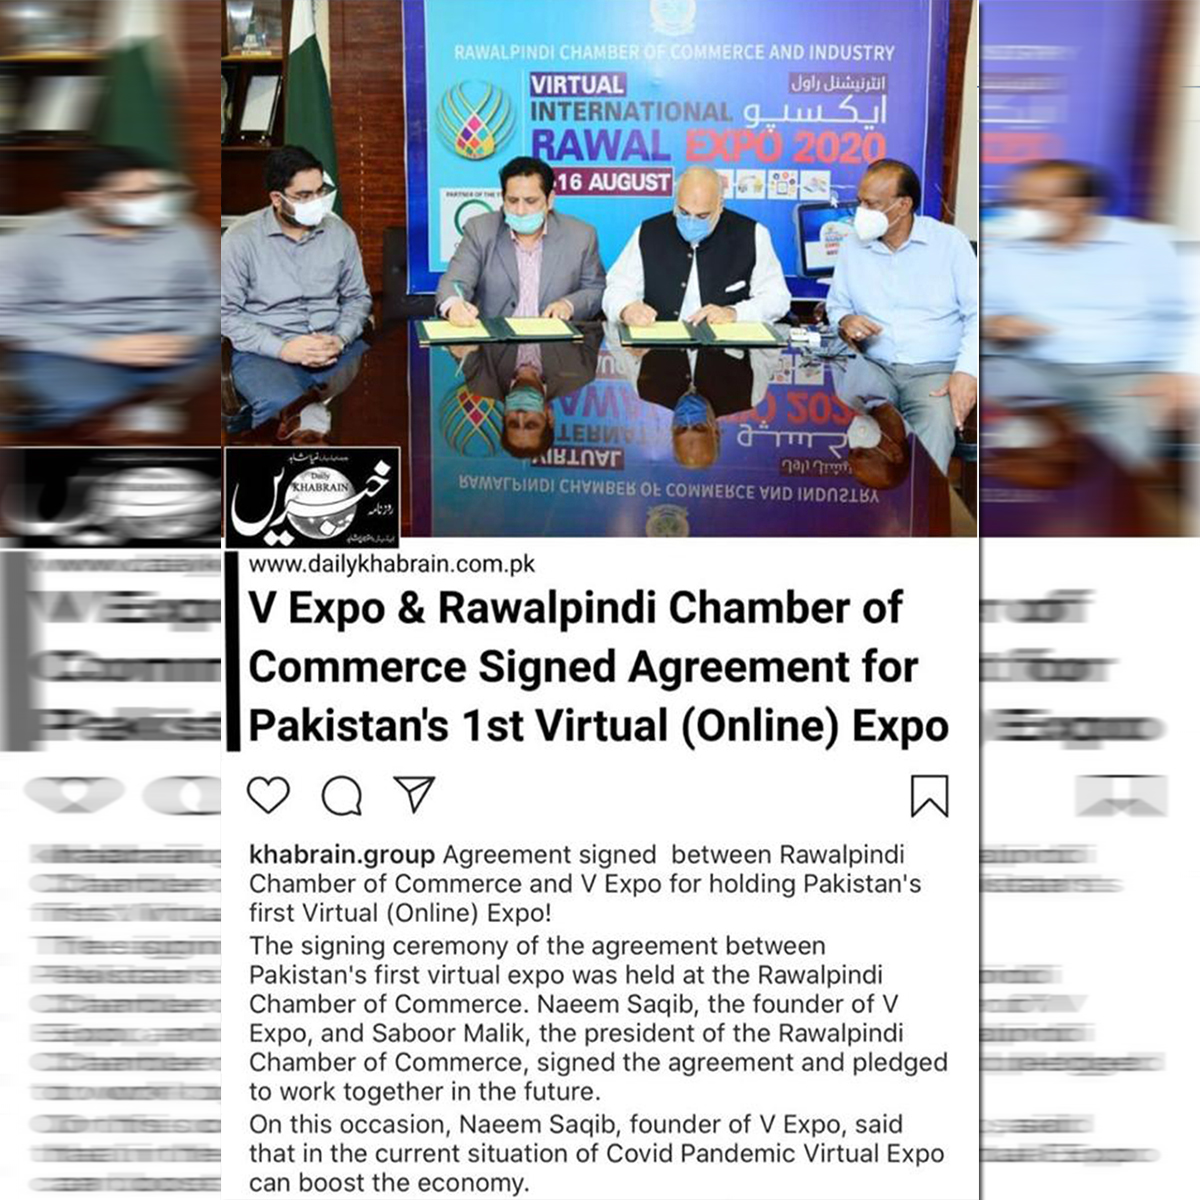 RAWALPINDI CHAMBER OF COMMERCE AND INDUSTRY
VIRTUAL
انٹرنیشنل راول
INTERNATIONAL
ایکسپو
RAWAL EXPO 2020
16 AUGUST
PARTNER OF THE
Daily
KHABRAIN
خبریں
روزنامہ
www.dailykhabrain.com.pk
V Expo & Rawalpindi Chamber of
Commerce Signed Agreement for
Pakistan's 1st Virtual (Online) Expo
khabrain.group Agreement signed  between Rawalpindi
Chamber of Commerce and V Expo for holding Pakistan's
first Virtual (Online) Expo!
The signing ceremony of the agreement between
Pakistan's first virtual expo was held at the Rawalpindi
Chamber of Commerce. Naeem Saqib, the founder of V
Expo, and Saboor Malik, the president of the Rawalpindi
Chamber of Commerce, signed the agreement and pledged
to work together in the future.
On this occasion, Naeem Saqib, founder of V Expo, said
that in the current situation of Covid Pandemic Virtual Expo
can boost the economy.